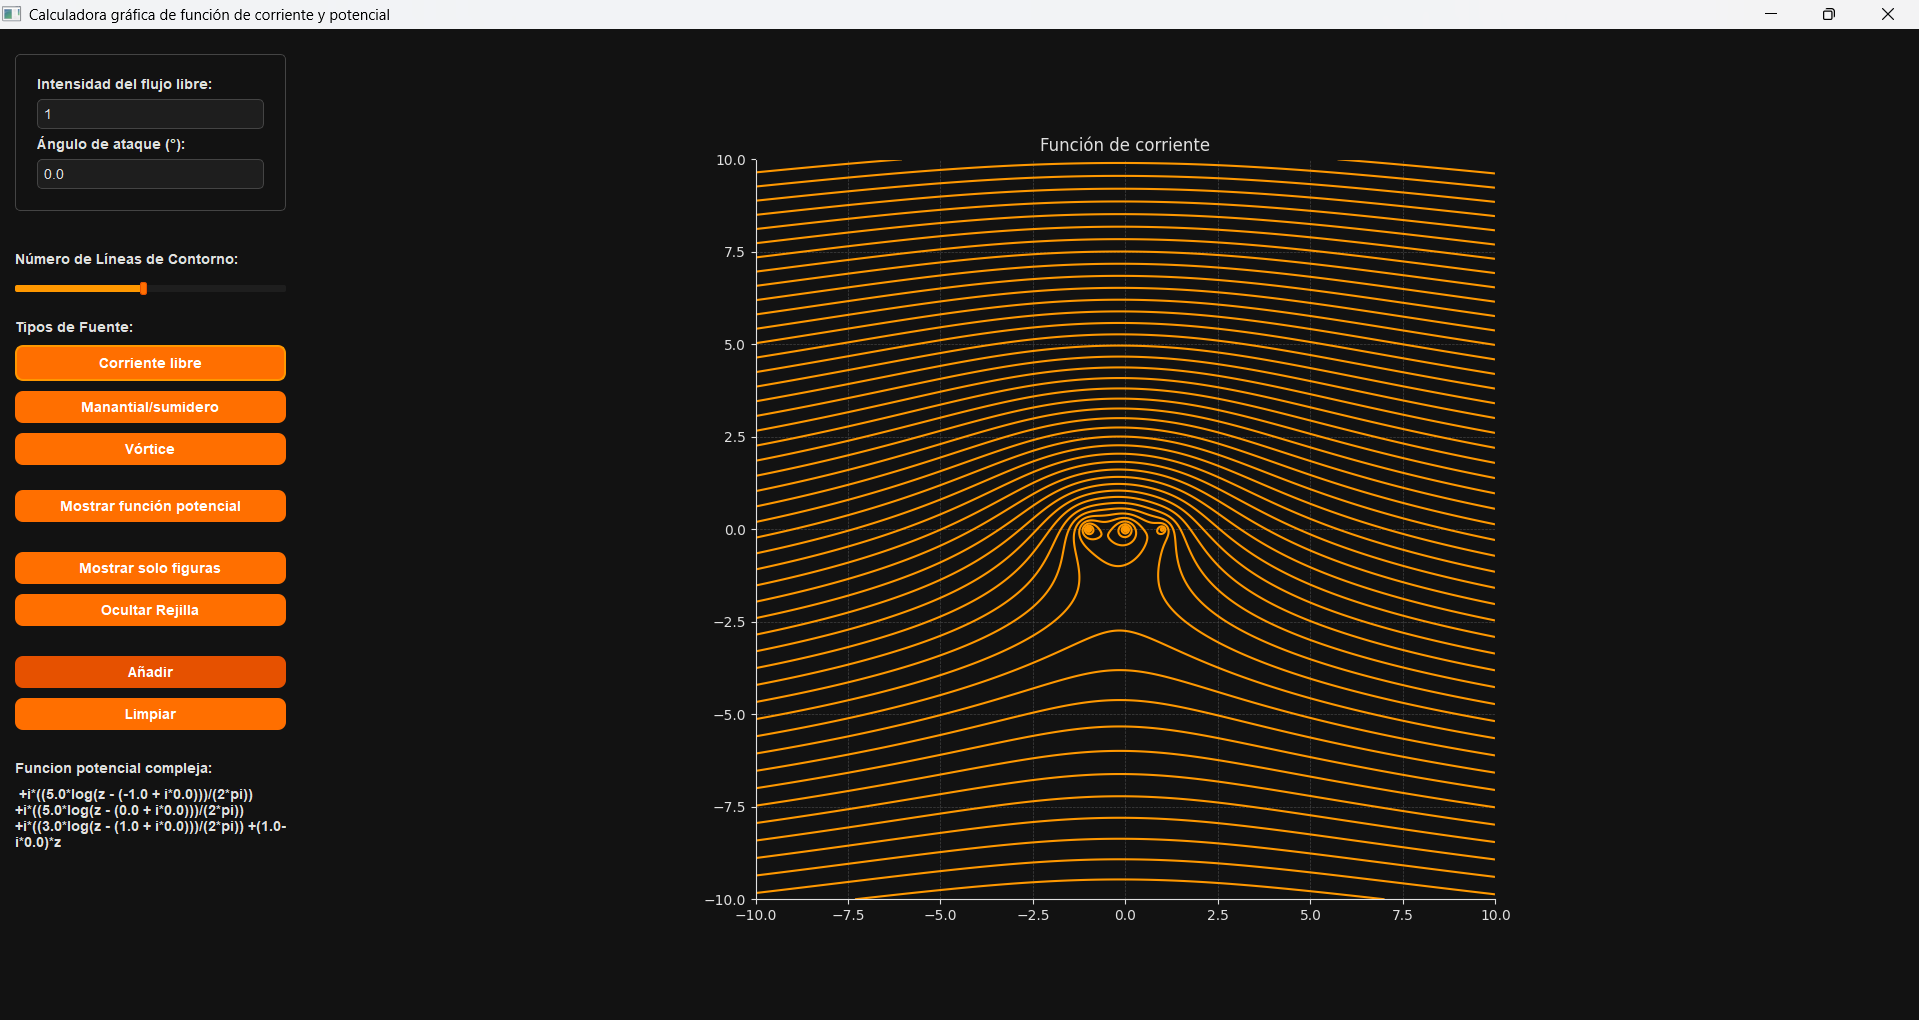 Calculadora gráfica de función de corriente y potencial
Intensidad del flujo libre:
1
Ángulo de ataque (°):
0.0
Número de Líneas de Contorno:
Tipos de Fuente:
Corriente libre
Manantial/sumidero
Vórtice
Mostrar función potencial
Mostrar solo figuras
Ocultar Rejilla
Añadir
Limpiar
Funcion potencial compleja:
+i*((5.0*log(z - (-1.0 + i*0.0)))/(2*pi))
+i*((5.0*log(z - (0.0 + i*0.0)))/(2*pi))
+i*((3.0*log(z - (1.0 + i*0.0)))/(2*pi)) +(1.0-
i*0.0)*z
Función de corriente
10.0
7.5
5.0
2.5
0.0
−2.5
−5.0
−7.5
−10.0
−10.0 −7.5 −5.0 −2.5 0.0 2.5 5.0 7.5 10.0